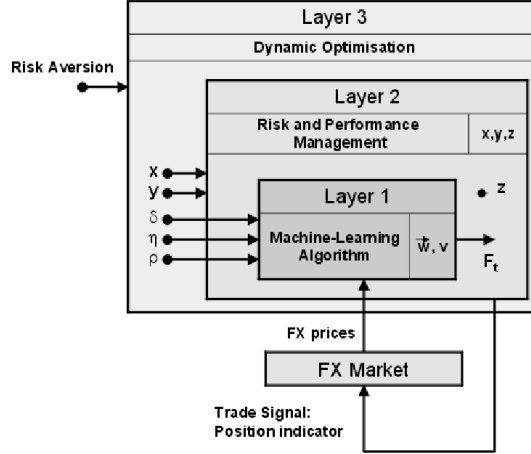 Layer 3
Dynamic Optimisation
Risk Aversion
Layer 2
Risk and Performance
Management
x,y,z
x
y
δ
η
ρ
Layer 1
Machine-Learning
Algorithm
w, v
z
Fₜ
FX prices
FX Market
Trade Signal:
Position indicator